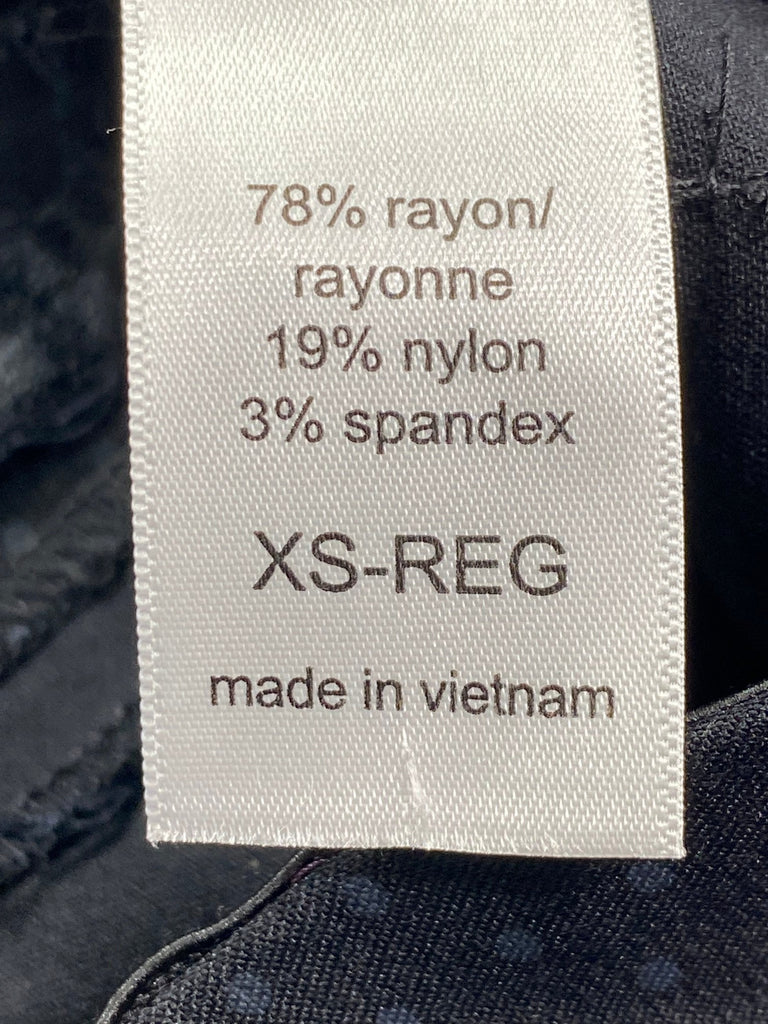 78% rayon/
rayonne
19% nylon
3% spandex
XS-REG
made in vietnam